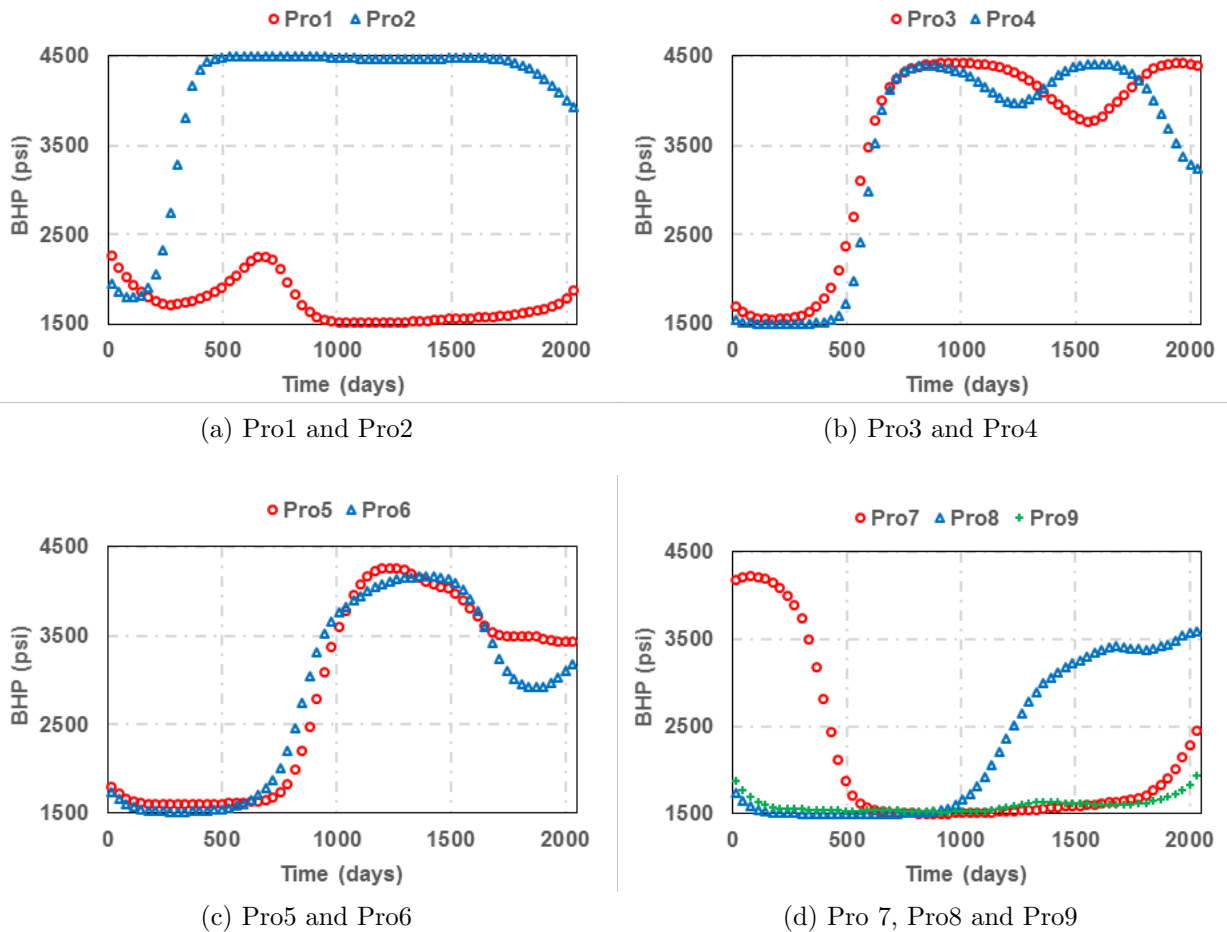 Pro1 Pro2
4500
3500
2500
1500
BHP (psi)
0 500 1000 1500 2000
Time (days)
(a) Pro1 and Pro2
Pro3 Pro4
4500
3500
2500
1500
BHP (psi)
0 500 1000 1500 2000
Time (days)
(b) Pro3 and Pro4
Pro5 Pro6
4500
3500
2500
1500
BHP (psi)
0 500 1000 1500 2000
Time (days)
(c) Pro5 and Pro6
Pro7 Pro8 Pro9
4500
3500
2500
1500
BHP (psi)
0 500 1000 1500 2000
Time (days)
(d) Pro 7, Pro8 and Pro9